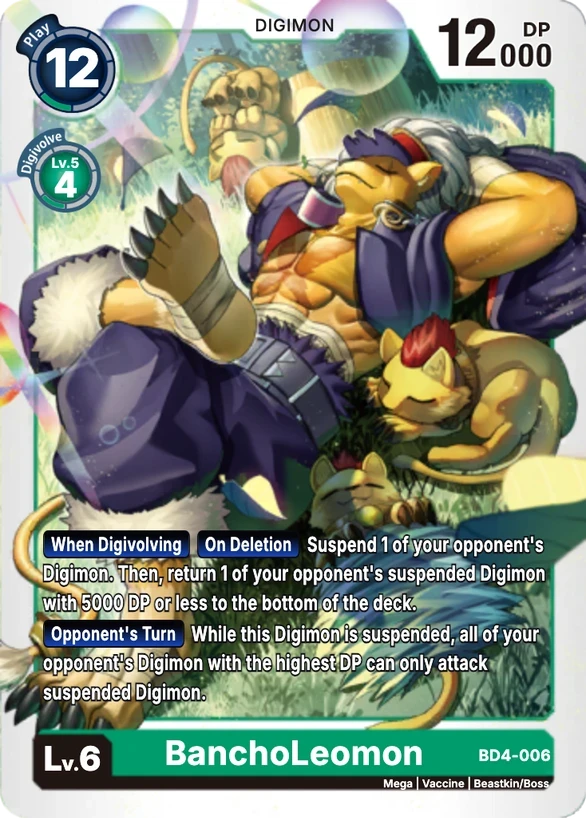 Play
12
DIGIMON
12000 DP
Digivolve
Lv.5
4
When Digivolving On Deletion Suspend 1 of your opponent's
Digimon. Then, return 1 of your opponent's suspended Digimon
with 5000 DP or less to the bottom of the deck.
Opponent's Turn While this Digimon is suspended, all of your
opponent's Digimon with the highest DP can only attack
suspended Digimon.
Lv.6 BanchoLeomon BD4-006
Mega | Vaccine | Beastkin/Boss